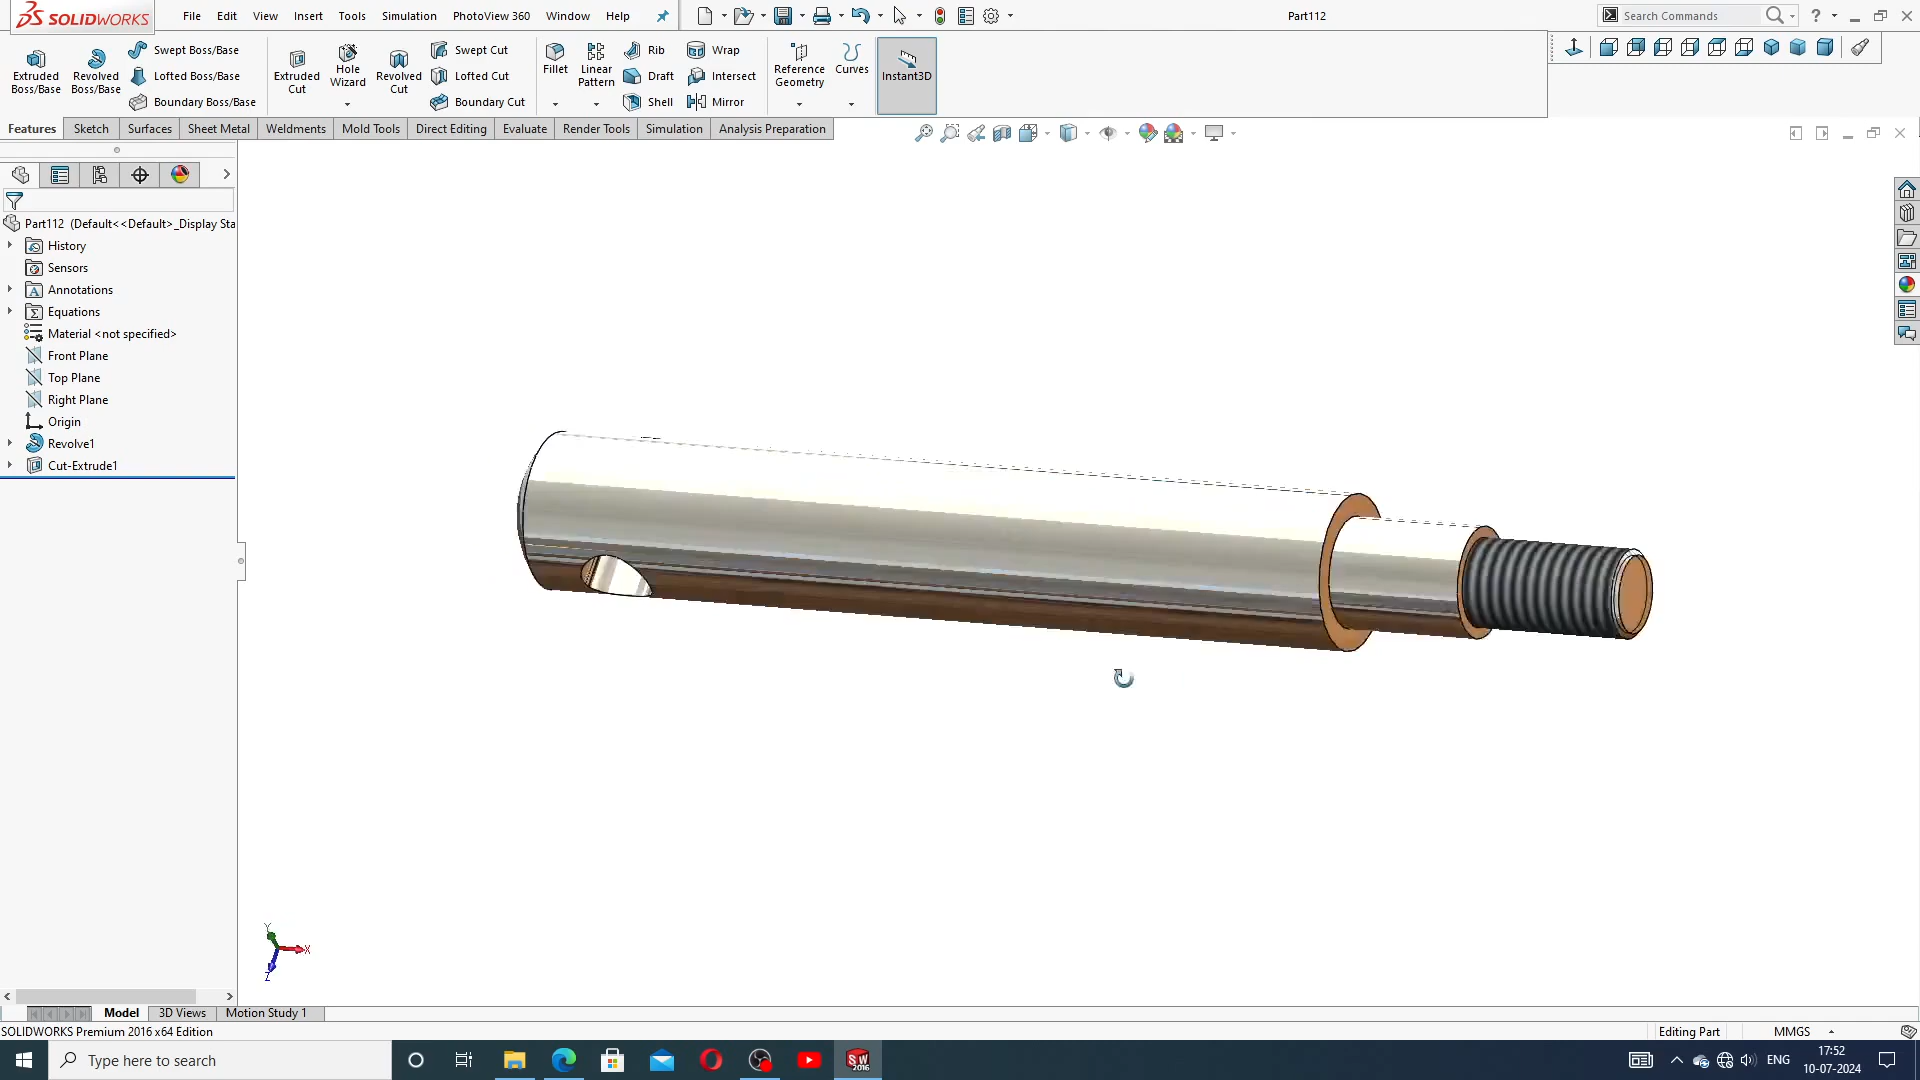 SOLIDWORKS File Edit View Insert Tools Simulation PhotoView 360 Window Help Part112 Search Commands
Extruded Boss/Base
Revolved Boss/Base
Swept Boss/Base
Lofted Boss/Base
Boundary Boss/Base
Extruded Cut
Hole Wizard
Revolved Cut
Swept Cut
Lofted Cut
Boundary Cut
Fillet
Linear Pattern
Rib
Draft
Shell
Wrap
Intersect
Mirror
Reference Geometry
Curves
Instant3D
Features Sketch Surfaces Sheet Metal Weldments Mold Tools Direct Editing Evaluate Render Tools Simulation Analysis Preparation
Part112 (Default<<Default>_Display Sta
History
Sensors
Annotations
Equations
Material <not specified>
Front Plane
Top Plane
Right Plane
Origin
Revolve1
Cut-Extrude1
Y
X
Z
Model 3D Views Motion Study 1
SOLIDWORKS Premium 2016 x64 Edition Editing Part MMGS
Type here to search SW 2016 ENG 17:52
10-07-2024